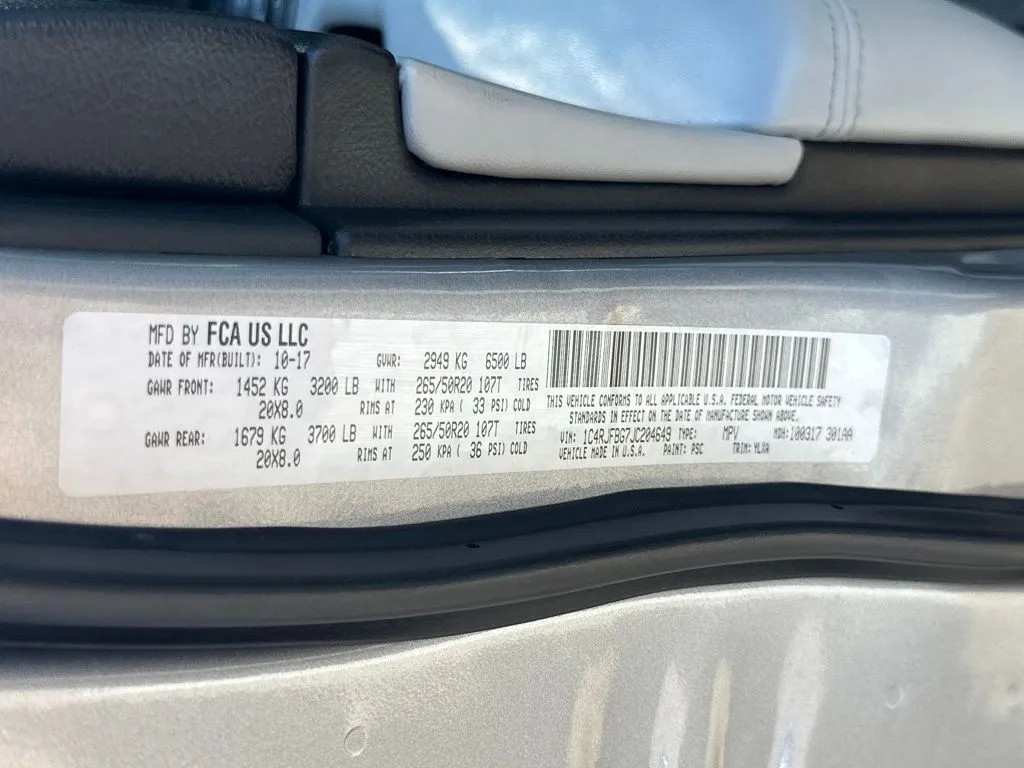 MFD BY FCA US LLC
DATE OF MFR(BUILT): 10-17 GVWR: 2949 KG 6500 LB
GAWR FRONT: 1452 KG 3200 LB WITH 265/50R20 107T TIRES
20X8.0 RIMS AT 230 KPA ( 33 PSI) COLD
GAWR REAR: 1679 KG 3700 LB WITH 265/50R20 107T TIRES
20X8.0 RIMS AT 250 KPA ( 36 PSI) COLD
THIS VEHICLE CONFORMS TO ALL APPLICABLE U.S.A. FEDERAL MOTOR VEHICLE SAFETY
STANDARDS IN EFFECT ON THE DATE OF MANUFACTURE SHOWN ABOVE.
VIN: 1C4RJFBG7JC204649 TYPE: MPV MDH: 100317 301AA
VEHICLE MADE IN U.S.A. PAINT: PSC TRIM: YLXA